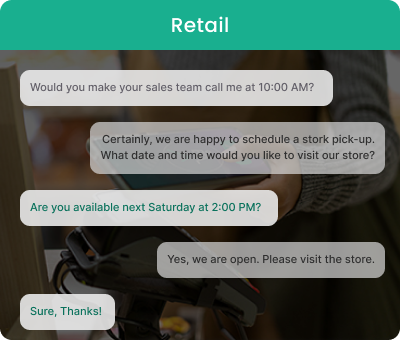 Retail
Would you make your sales team call me at 10:00 AM?
Certainly, we are happy to schedule a stork pick-up.
What date and time would you like to visit our store?
Are you available next Saturday at 2:00 PM?
Yes, we are open. Please visit the store.
Sure, Thanks!